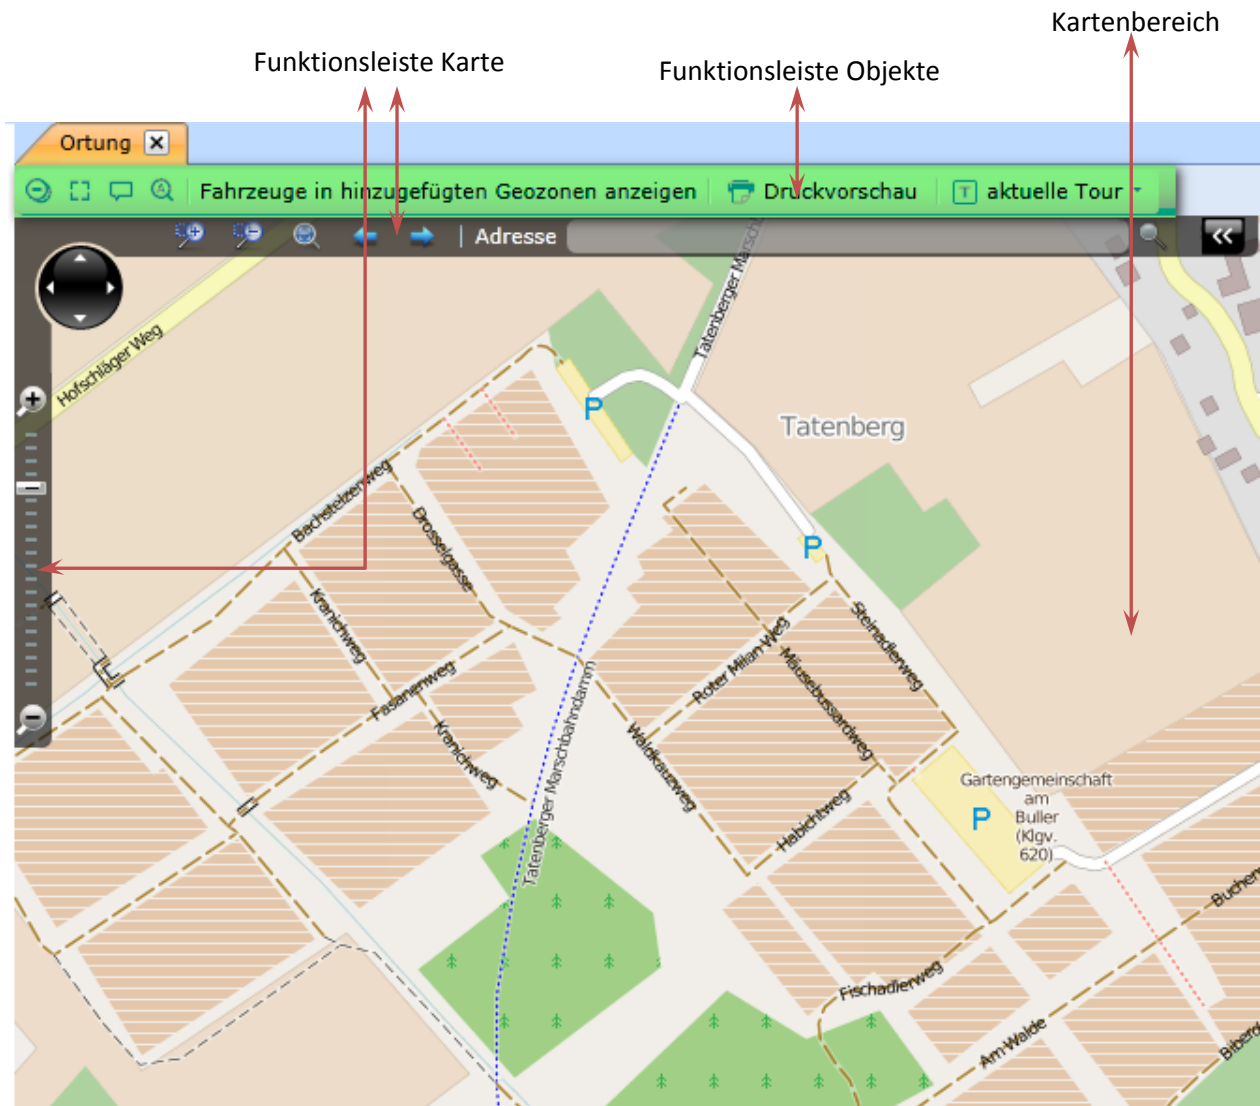 Kartenbereich
Funktionsleiste Karte
Funktionsleiste Objekte
Ortung
Fahrzeuge in hinzugefügten Geozonen anzeigen
Druckvorschau
T aktuelle Tour
Adresse
Hofschläger Weg
Tatenberger Marsch
P
Tatenberg
Bachstelzenweg
Drosselgasse
P
Kranichweg
Steinadlerweg
Roter Milan Weg
Mäusebussardweg
Fasanenweg
Kranichweg
Tatenberger Marschbahndamm
Waldkauzweg
Habichtweg
Gartengemeinschaft
am
Buller
(Klgv.
620)
P
Buchenw
Fischadlerweg
Am Walde
Biberd